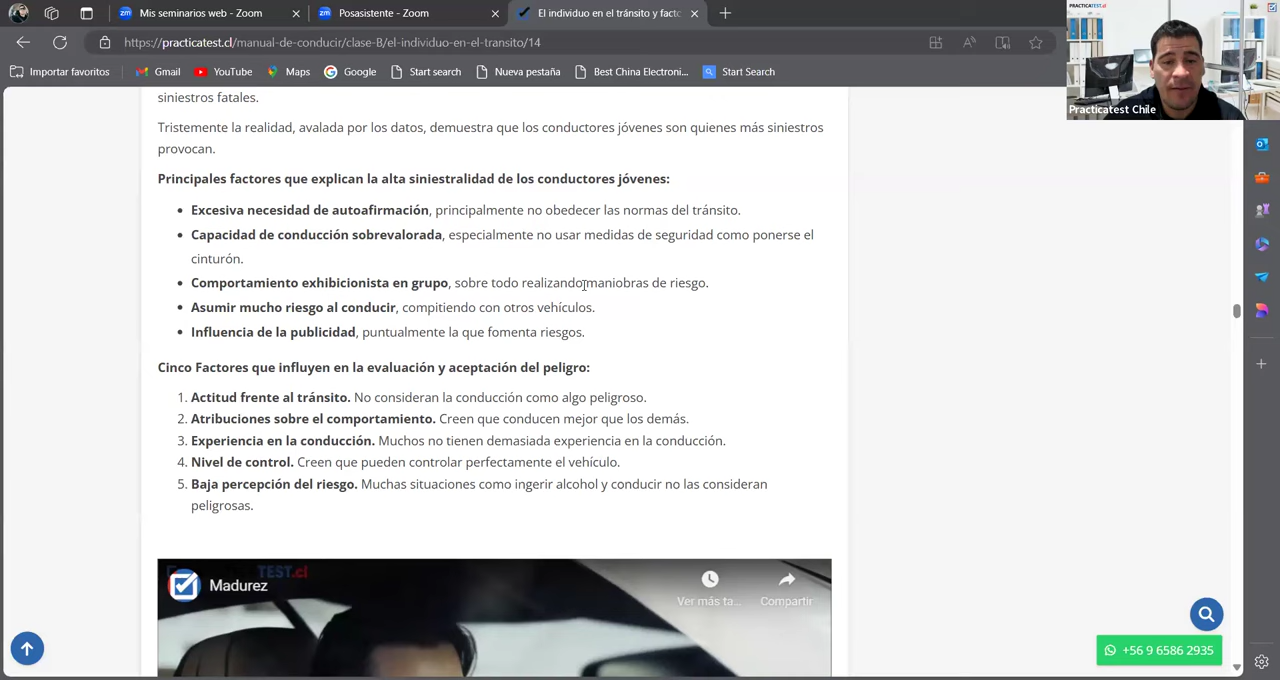 Mis seminarios web - Zoom
Posasistente - Zoom
El individuo en el tránsito y facto
https://practicatest.cl/manual-de-conducir/clase-B/el-individuo-en-el-transito/14
Importar favoritos
Gmail
YouTube
Maps
Google
Start search
Nueva pestaña
Best China Electroni...
Start Search
PRACTICATEST.cl
Practicatest Chile
siniestros fatales.
Tristemente la realidad, avalada por los datos, demuestra que los conductores jóvenes son quienes más siniestros
provocan.
Principales factores que explican la alta siniestralidad de los conductores jóvenes:
• Excesiva necesidad de autoafirmación, principalmente no obedecer las normas del tránsito.
• Capacidad de conducción sobrevalorada, especialmente no usar medidas de seguridad como ponerse el
cinturón.
• Comportamiento exhibicionista en grupo, sobre todo realizando maniobras de riesgo.
• Asumir mucho riesgo al conducir, compitiendo con otros vehículos.
• Influencia de la publicidad, puntualmente la que fomenta riesgos.
Cinco Factores que influyen en la evaluación y aceptación del peligro:
1. Actitud frente al tránsito. No consideran la conducción como algo peligroso.
2. Atribuciones sobre el comportamiento. Creen que conducen mejor que los demás.
3. Experiencia en la conducción. Muchos no tienen demasiada experiencia en la conducción.
4. Nivel de control. Creen que pueden controlar perfectamente el vehículo.
5. Baja percepción del riesgo. Muchas situaciones como ingerir alcohol y conducir no las consideran
peligrosas.
TEST.cl
Madurez
Ver más ta...
Compartir
+56 9 6586 2935